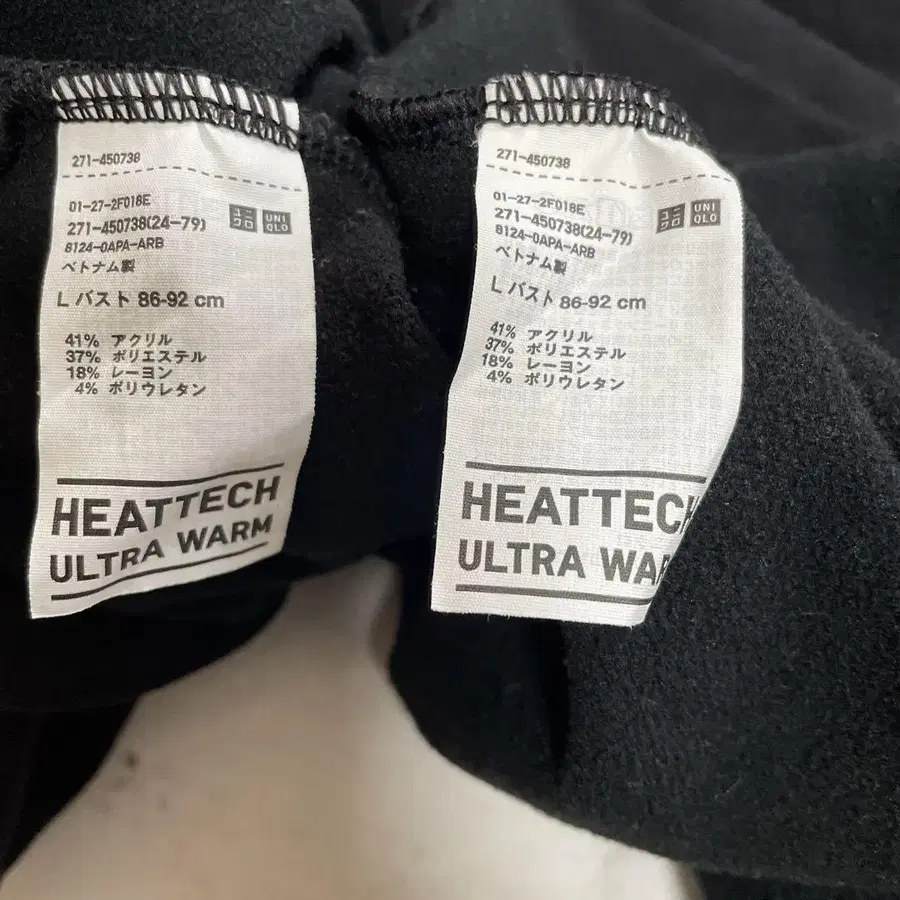 271-450738
01-27-2F018E
271-450738(24-79)
8124-0APA-ARB
ベトナム製
ユニクロ
UNIQLO
L バスト 86-92 cm
41% アクリル
37% ポリエステル
18% レーヨン
4% ポリウレタン
HEATTECH
ULTRA WARM
271-450738
01-27-2F018E
271-450738(24-79)
8124-0APA-ARB
ベトナム製
ユニクロ
UNIQLO
L バスト 86-92 cm
41% アクリル
37% ポリエステル
18% レーヨン
4% ポリウレタン
HEATTECH
ULTRA WAR